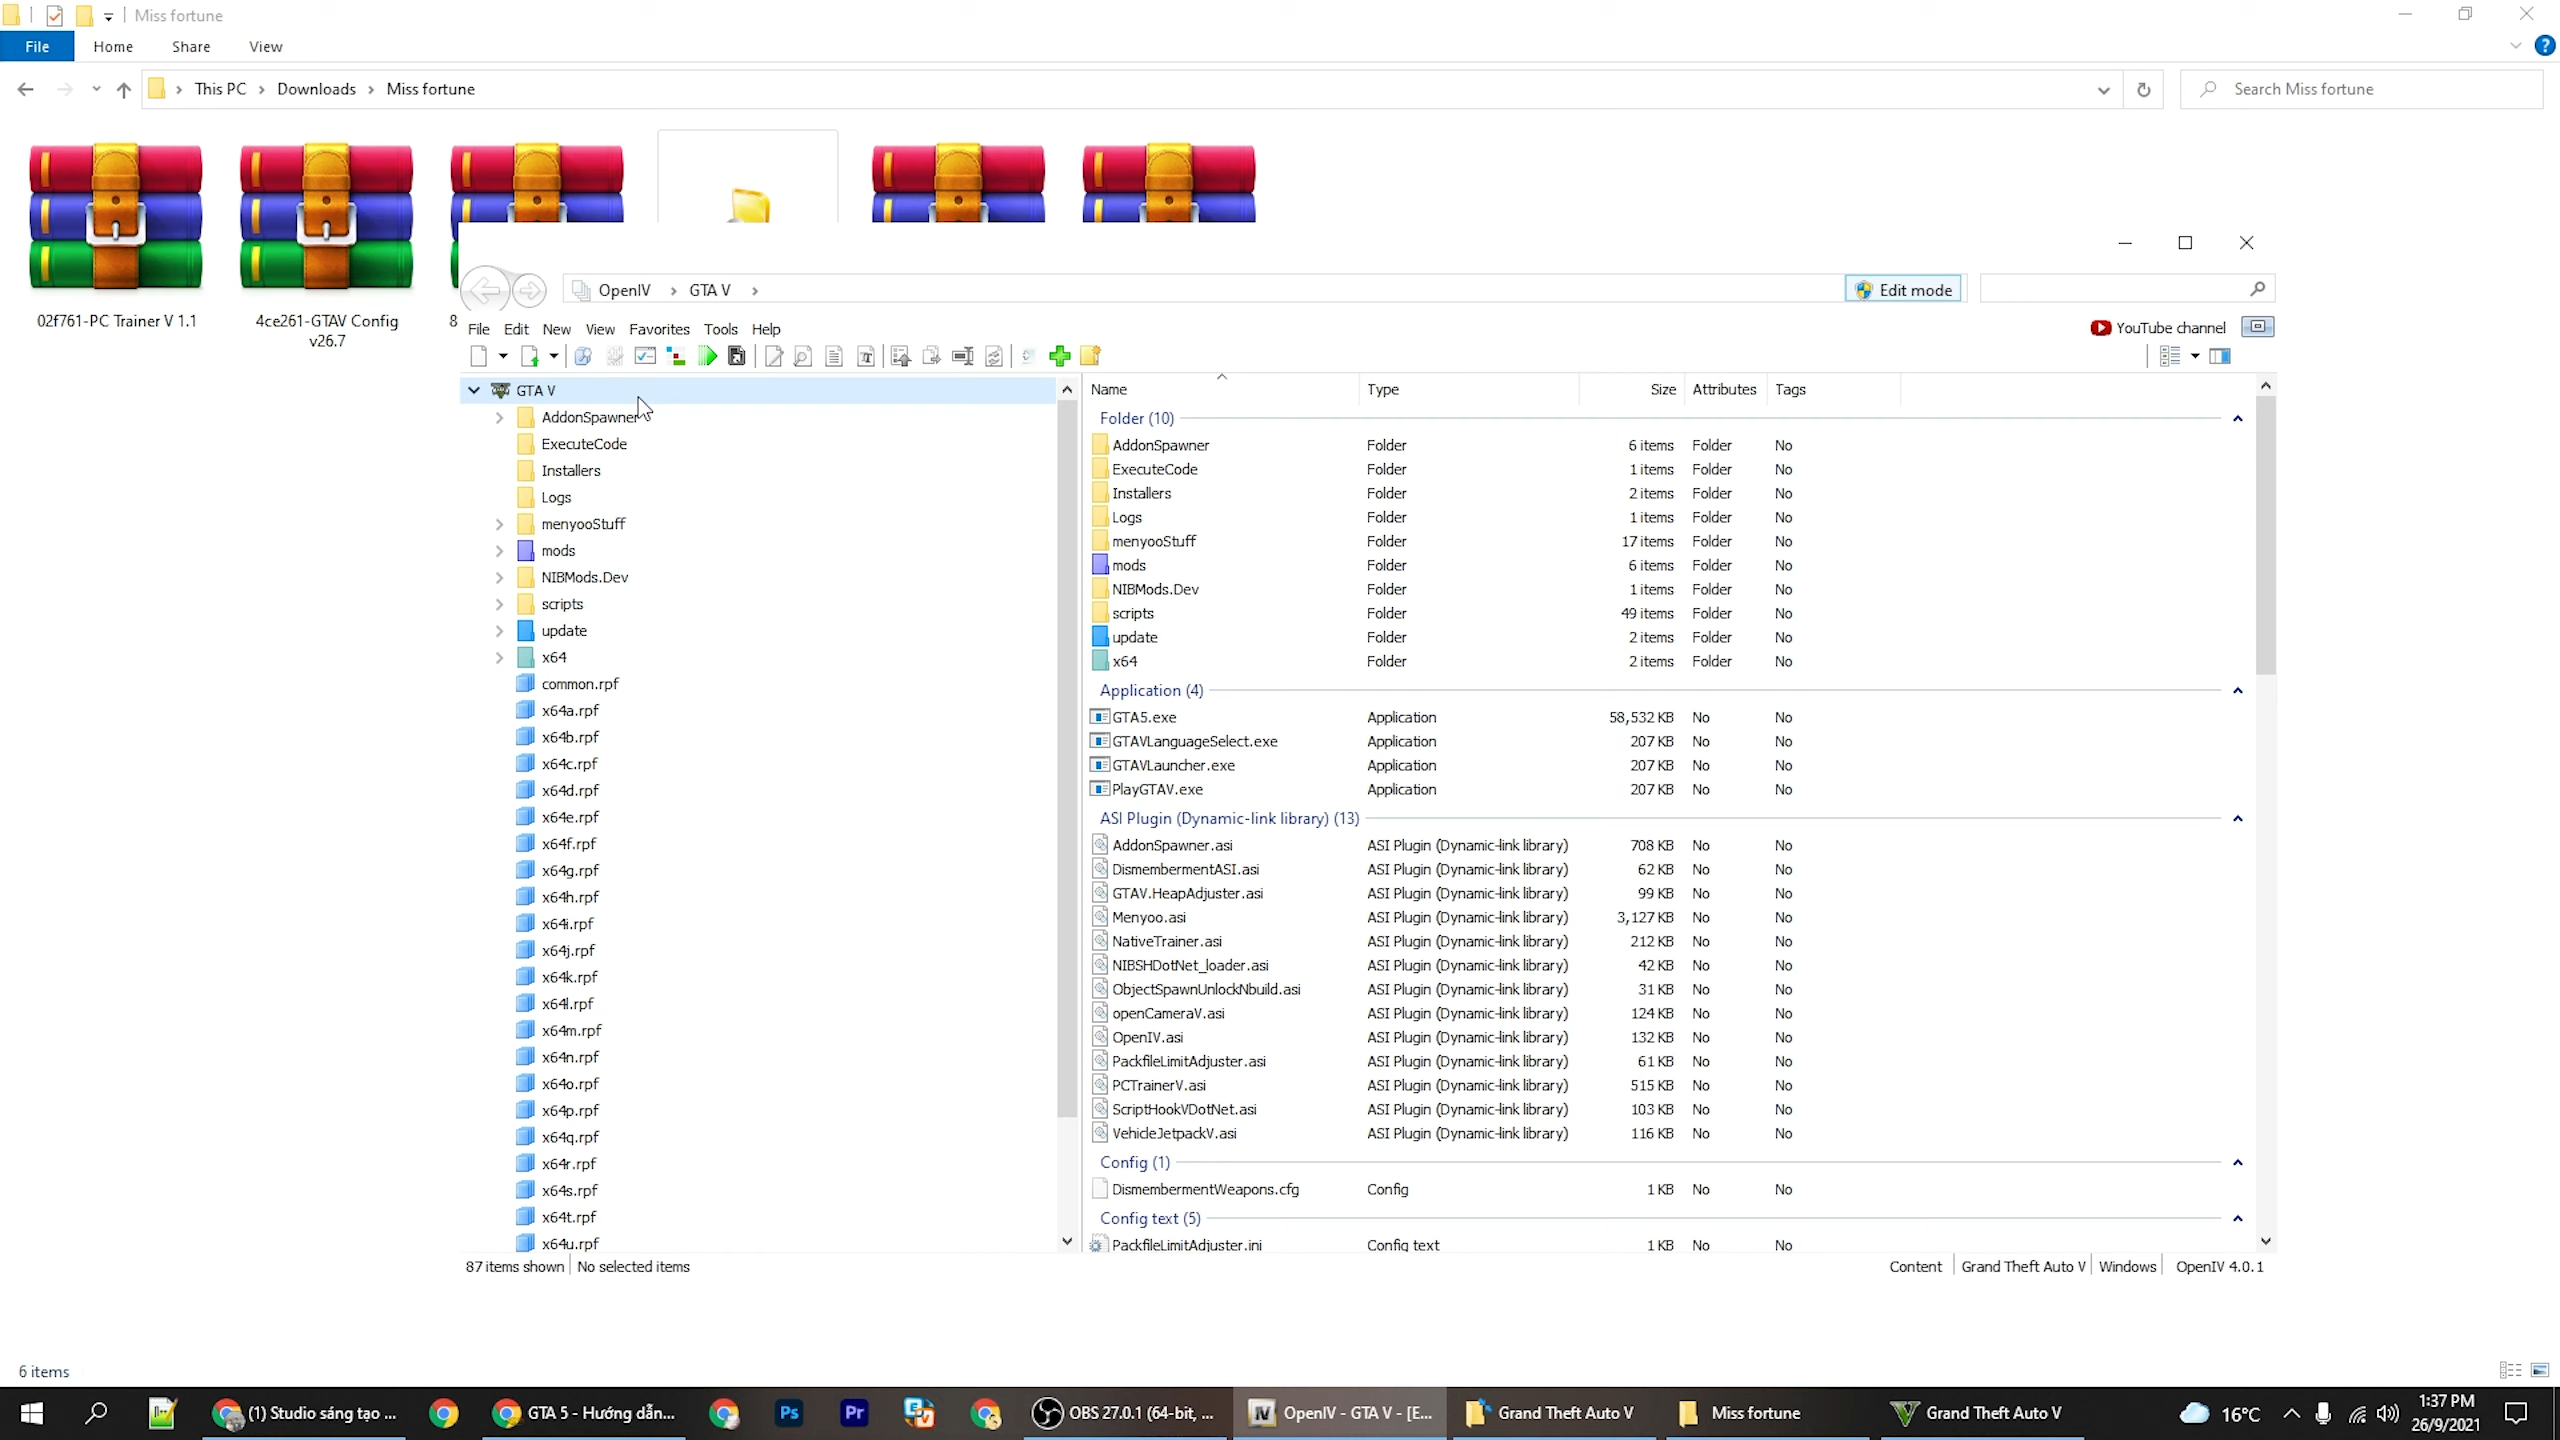 Miss fortune
File Home Share View
This PC Downloads Miss fortune
Search Miss fortune
02f761-PC Trainer V 1.1
4ce261-GTAV Config v26.7
8
OpenIV GTA V
Edit mode
File Edit New View Favorites Tools Help
YouTube channel
GTA V
AddonSpawner
ExecuteCode
Installers
Logs
menyooStuff
mods
NIBMods.Dev
scripts
update
x64
common.rpf
x64a.rpf
x64b.rpf
x64c.rpf
x64d.rpf
x64e.rpf
x64f.rpf
x64g.rpf
x64h.rpf
x64i.rpf
x64j.rpf
x64k.rpf
x64l.rpf
x64m.rpf
x64n.rpf
x64o.rpf
x64p.rpf
x64q.rpf
x64r.rpf
x64s.rpf
x64t.rpf
x64u.rpf
Name Type Size Attributes Tags
Folder (10)
AddonSpawner Folder 6 items Folder No
ExecuteCode Folder 1 items Folder No
Installers Folder 2 items Folder No
Logs Folder 1 items Folder No
menyooStuff Folder 17 items Folder No
mods Folder 6 items Folder No
NIBMods.Dev Folder 1 items Folder No
scripts Folder 49 items Folder No
update Folder 2 items Folder No
x64 Folder 2 items Folder No
Application (4)
GTA5.exe Application 58,532 KB No No
GTAVLanguageSelect.exe Application 207 KB No No
GTAVLauncher.exe Application 207 KB No No
PlayGTAV.exe Application 207 KB No No
ASI Plugin (Dynamic-link library) (13)
AddonSpawner.asi ASI Plugin (Dynamic-link library) 708 KB No No
DismembermentASI.asi ASI Plugin (Dynamic-link library) 62 KB No No
GTAV.HeapAdjuster.asi ASI Plugin (Dynamic-link library) 99 KB No No
Menyoo.asi ASI Plugin (Dynamic-link library) 3,127 KB No No
NativeTrainer.asi ASI Plugin (Dynamic-link library) 212 KB No No
NIBSHDotNet_loader.asi ASI Plugin (Dynamic-link library) 42 KB No No
ObjectSpawnUnlockNbuild.asi ASI Plugin (Dynamic-link library) 31 KB No No
openCameraV.asi ASI Plugin (Dynamic-link library) 124 KB No No
OpenIV.asi ASI Plugin (Dynamic-link library) 132 KB No No
PackfileLimitAdjuster.asi ASI Plugin (Dynamic-link library) 61 KB No No
PCTrainerV.asi ASI Plugin (Dynamic-link library) 515 KB No No
ScriptHookVDotNet.asi ASI Plugin (Dynamic-link library) 103 KB No No
VehicleJetpackV.asi ASI Plugin (Dynamic-link library) 116 KB No No
Config (1)
DismembermentWeapons.cfg Config 1 KB No No
Config text (5)
PackfileLimitAdjuster.ini Config text 1 KB No No
87 items shown No selected items
Content Grand Theft Auto V Windows OpenIV 4.0.1
6 items
(1) Studio sáng tạo ...
GTA 5 - Hướng dẫn...
Ps
Pr
OBS 27.0.1 (64-bit, ...
IV OpenIV - GTA V - [E...
Grand Theft Auto V
Miss fortune
Grand Theft Auto V
16°C
1:37 PM
26/9/2021